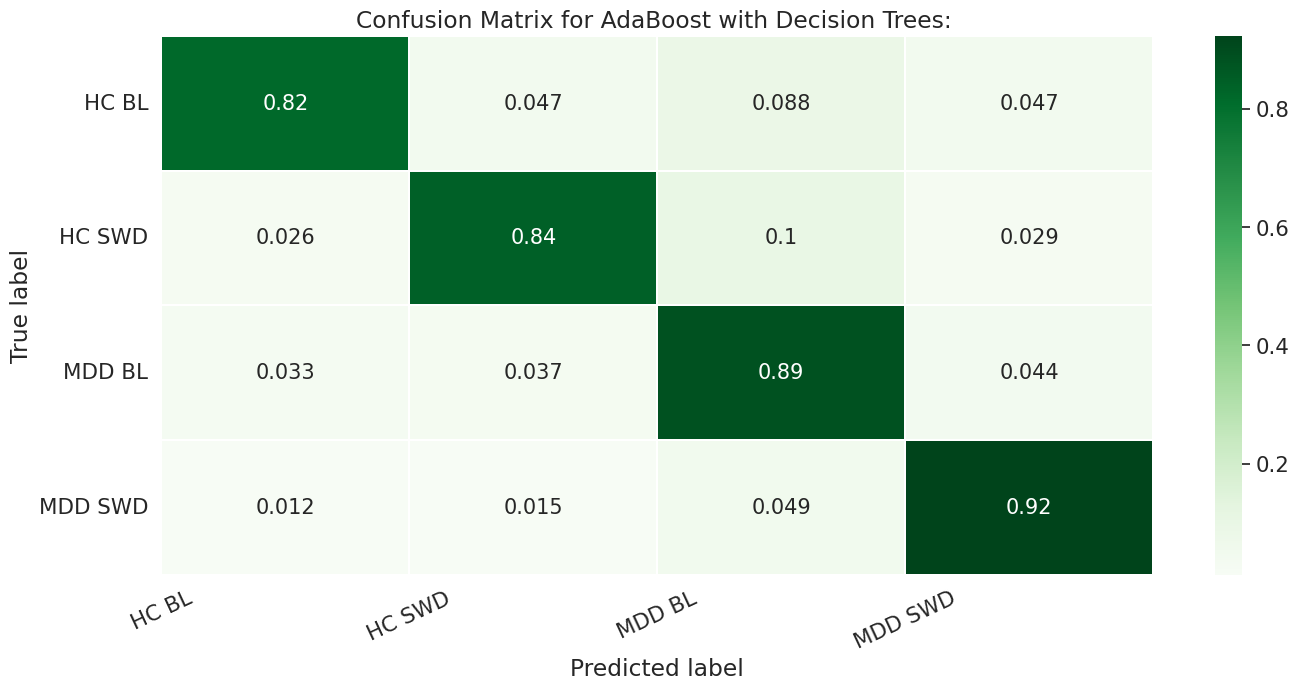 Confusion Matrix for AdaBoost with Decision Trees:
True label
HC BL 0.82 0.047 0.088 0.047
HC SWD 0.026 0.84 0.1 0.029
MDD BL 0.033 0.037 0.89 0.044
MDD SWD 0.012 0.015 0.049 0.92
HC BL HC SWD MDD BL MDD SWD
Predicted label
0.8
0.6
0.4
0.2